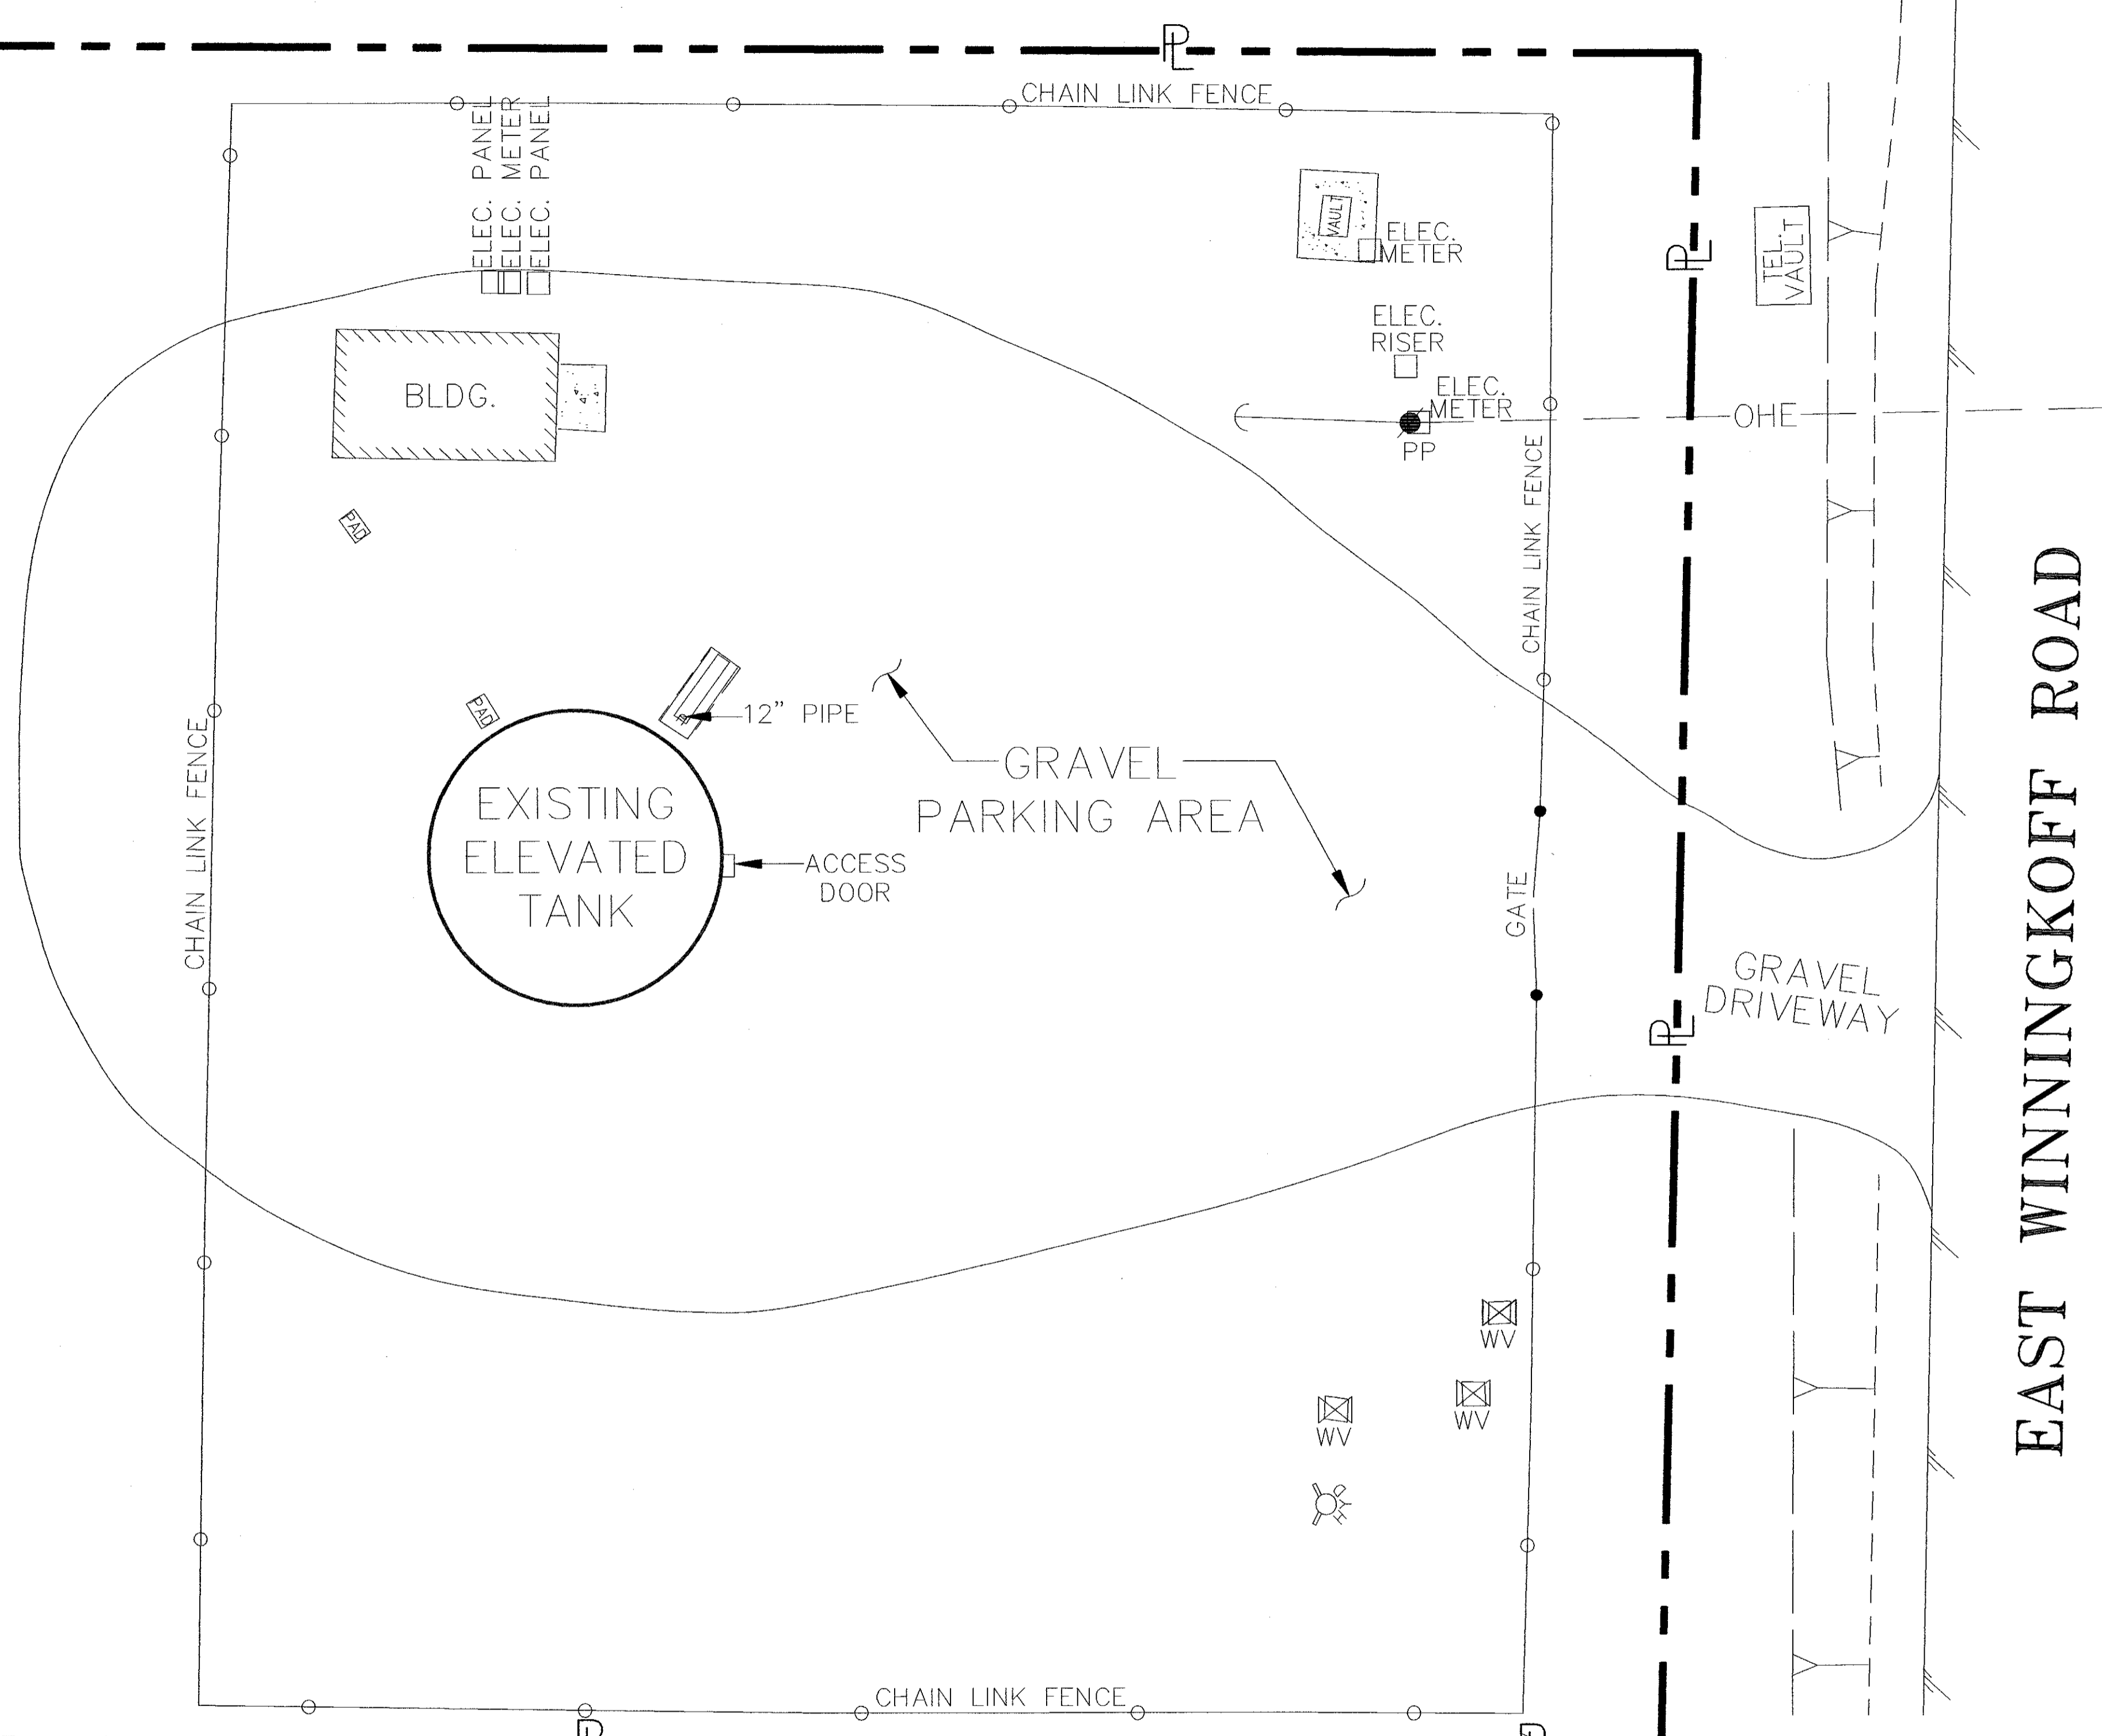 PL
CHAIN LINK FENCE
ELEC. PANEL
ELEC. METER
ELEC. PANEL
VAULT
ELEC.
METER
PL
TEL.
VAULT
ELEC.
RISER
ELEC.
METER
PP
OHE
BLDG.
PAD
CHAIN LINK FENCE
PAD
12" PIPE
GRAVEL
PARKING AREA
EXISTING
ELEVATED
TANK
ACCESS
DOOR
CHAIN LINK FENCE
GATE
GRAVEL
DRIVEWAY
PL
EAST WINNINGKOFF ROAD
WV
WV
WV
HYD
CHAIN LINK FENCE